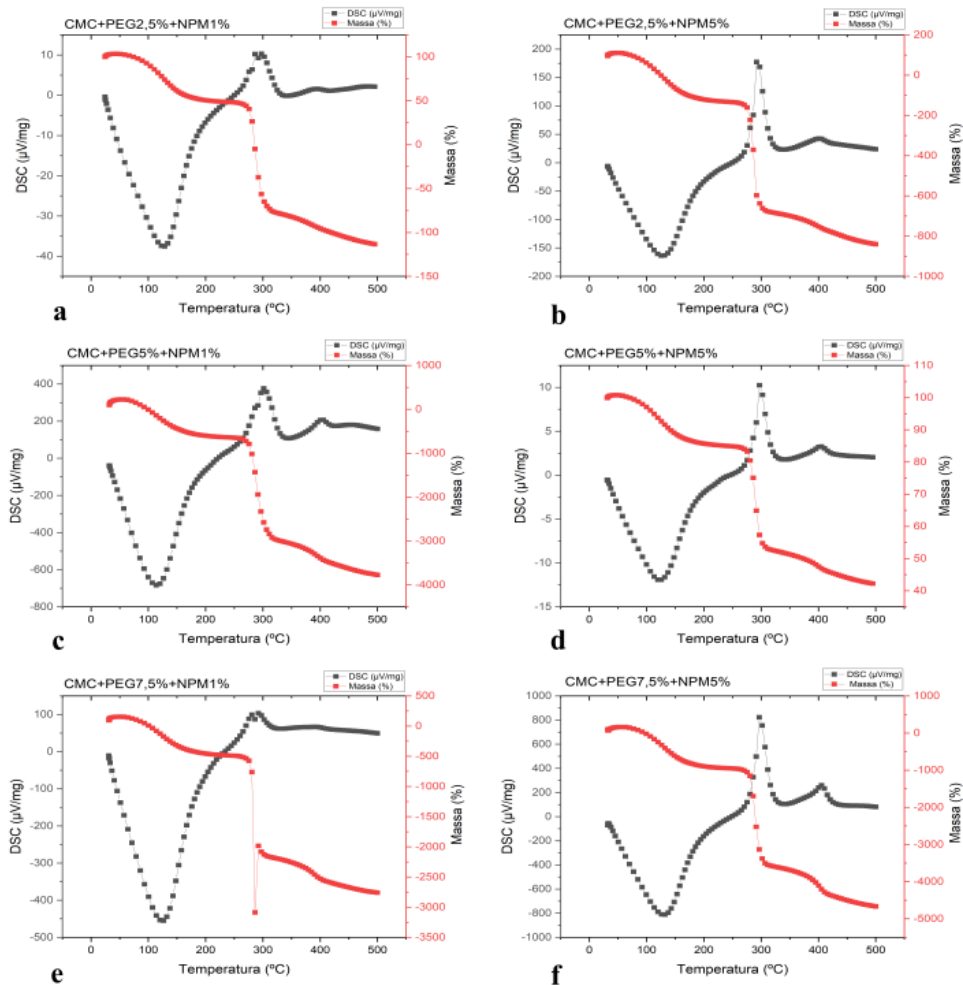 CMC+PEG2,5%+NPM1%
DSC (µV/mg)
Massa (%)
10
0
-10
-20
-30
-40
DSC (µV/mg)
100
50
0
-50
-100
-150
Massa (%)
0
100
200
300
400
500
Temperatura (ºC)
a
CMC+PEG2,5%+NPM5%
DSC (µV/mg)
Massa (%)
200
150
100
50
0
-50
-100
-150
-200
DSC (µV/mg)
200
0
-200
-400
-600
-800
-1000
Massa (%)
0
100
200
300
400
500
Temperatura (ºC)
b
CMC+PEG5%+NPM1%
DSC (µV/mg)
Massa (%)
400
200
0
-200
-400
-600
-800
DSC (µV/mg)
1000
0
-1000
-2000
-3000
-4000
Massa (%)
0
100
200
300
400
500
Temperatura (ºC)
c
CMC+PEG5%+NPM5%
DSC (µV/mg)
Massa (%)
10
5
0
-5
-10
-15
DSC (µV/mg)
110
100
90
80
70
60
50
40
Massa (%)
0
100
200
300
400
500
Temperatura (ºC)
d
CMC+PEG7,5%+NPM1%
DSC (µV/mg)
Massa (%)
100
0
-100
-200
-300
-400
-500
DSC (µV/mg)
500
0
-500
-1000
-1500
-2000
-2500
-3000
-3500
Massa (%)
0
100
200
300
400
500
Temperatura (ºC)
e
CMC+PEG7,5%+NPM5%
DSC (µV/mg)
Massa (%)
1000
800
600
400
200
0
-200
-400
-600
-800
-1000
DSC (µV/mg)
1000
0
-1000
-2000
-3000
-4000
-5000
Massa (%)
0
100
200
300
400
500
Temperatura (ºC)
f